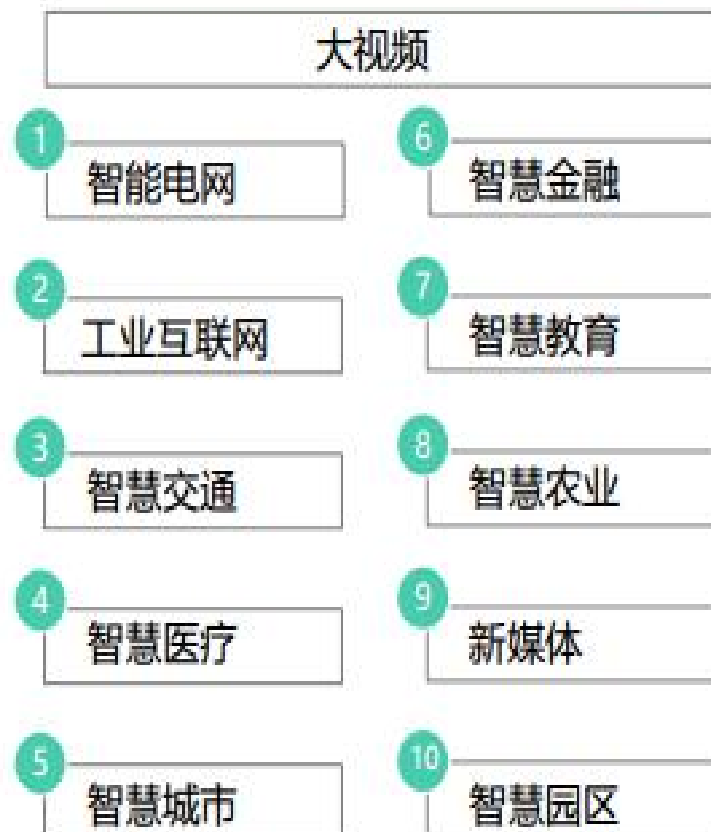 大视频
1
智能电网
2
工业互联网
3
智慧交通
4
智慧医疗
5
智慧城市
6
智慧金融
7
智慧教育
8
智慧农业
9
新媒体
10
智慧园区